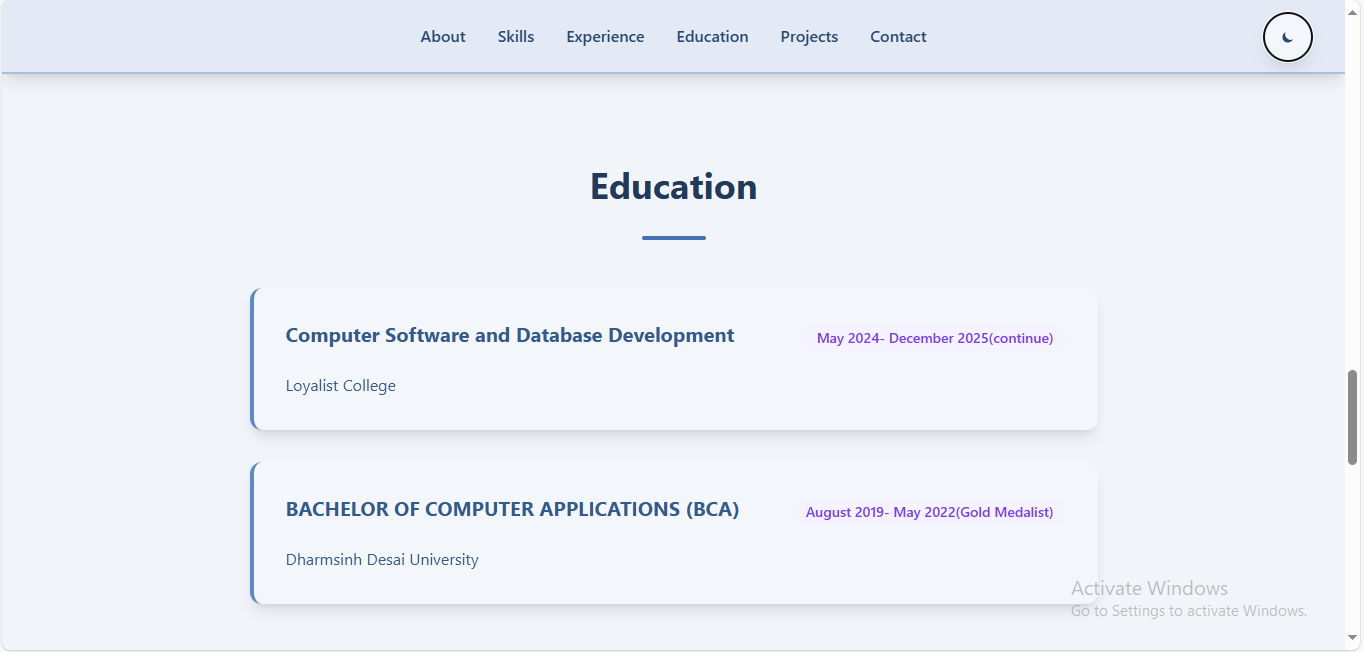 About Skills Experience Education Projects Contact
Education
Computer Software and Database Development
May 2024- December 2025(continue)
Loyalist College
BACHELOR OF COMPUTER APPLICATIONS (BCA)
August 2019- May 2022(Gold Medalist)
Dharmsinh Desai University
Activate Windows
Go to Settings to activate Windows.